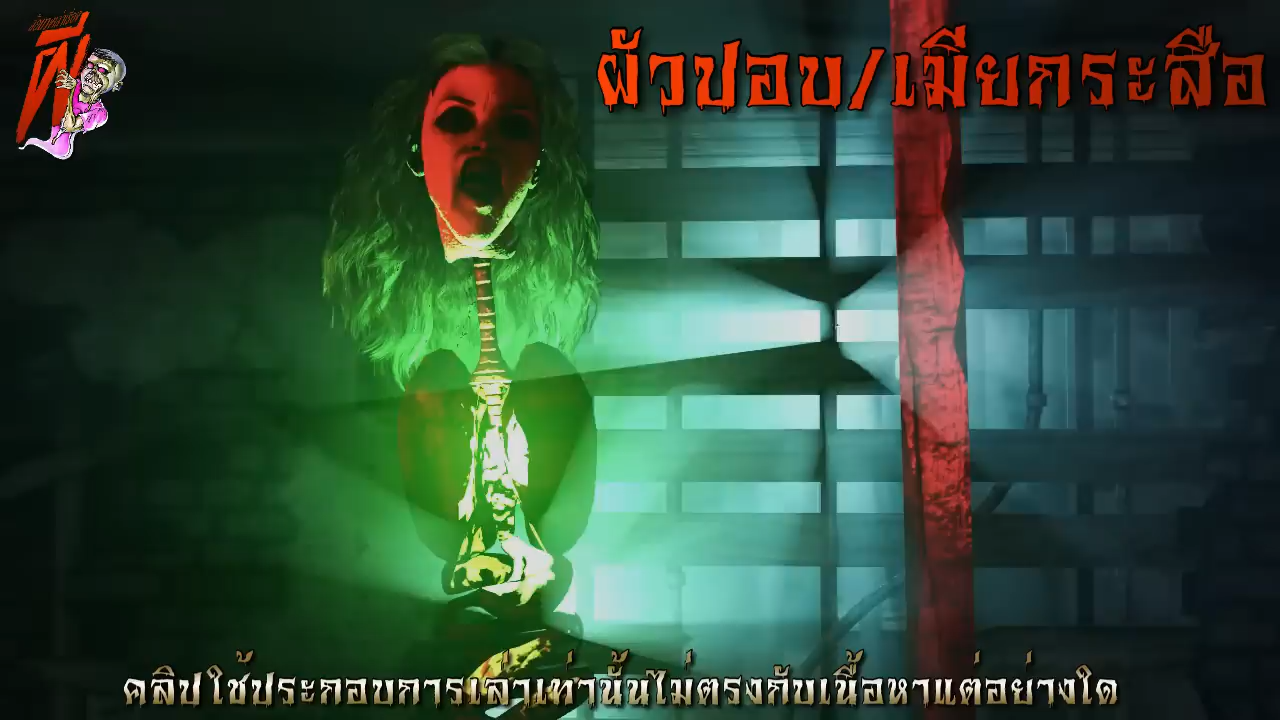 ผี
ผัวปอบ/เมียกระสือ
คลิปใช้ประกอบการเล่าเท่านั้นไม่ตรงกับเนื้อหาแต่อย่างใด